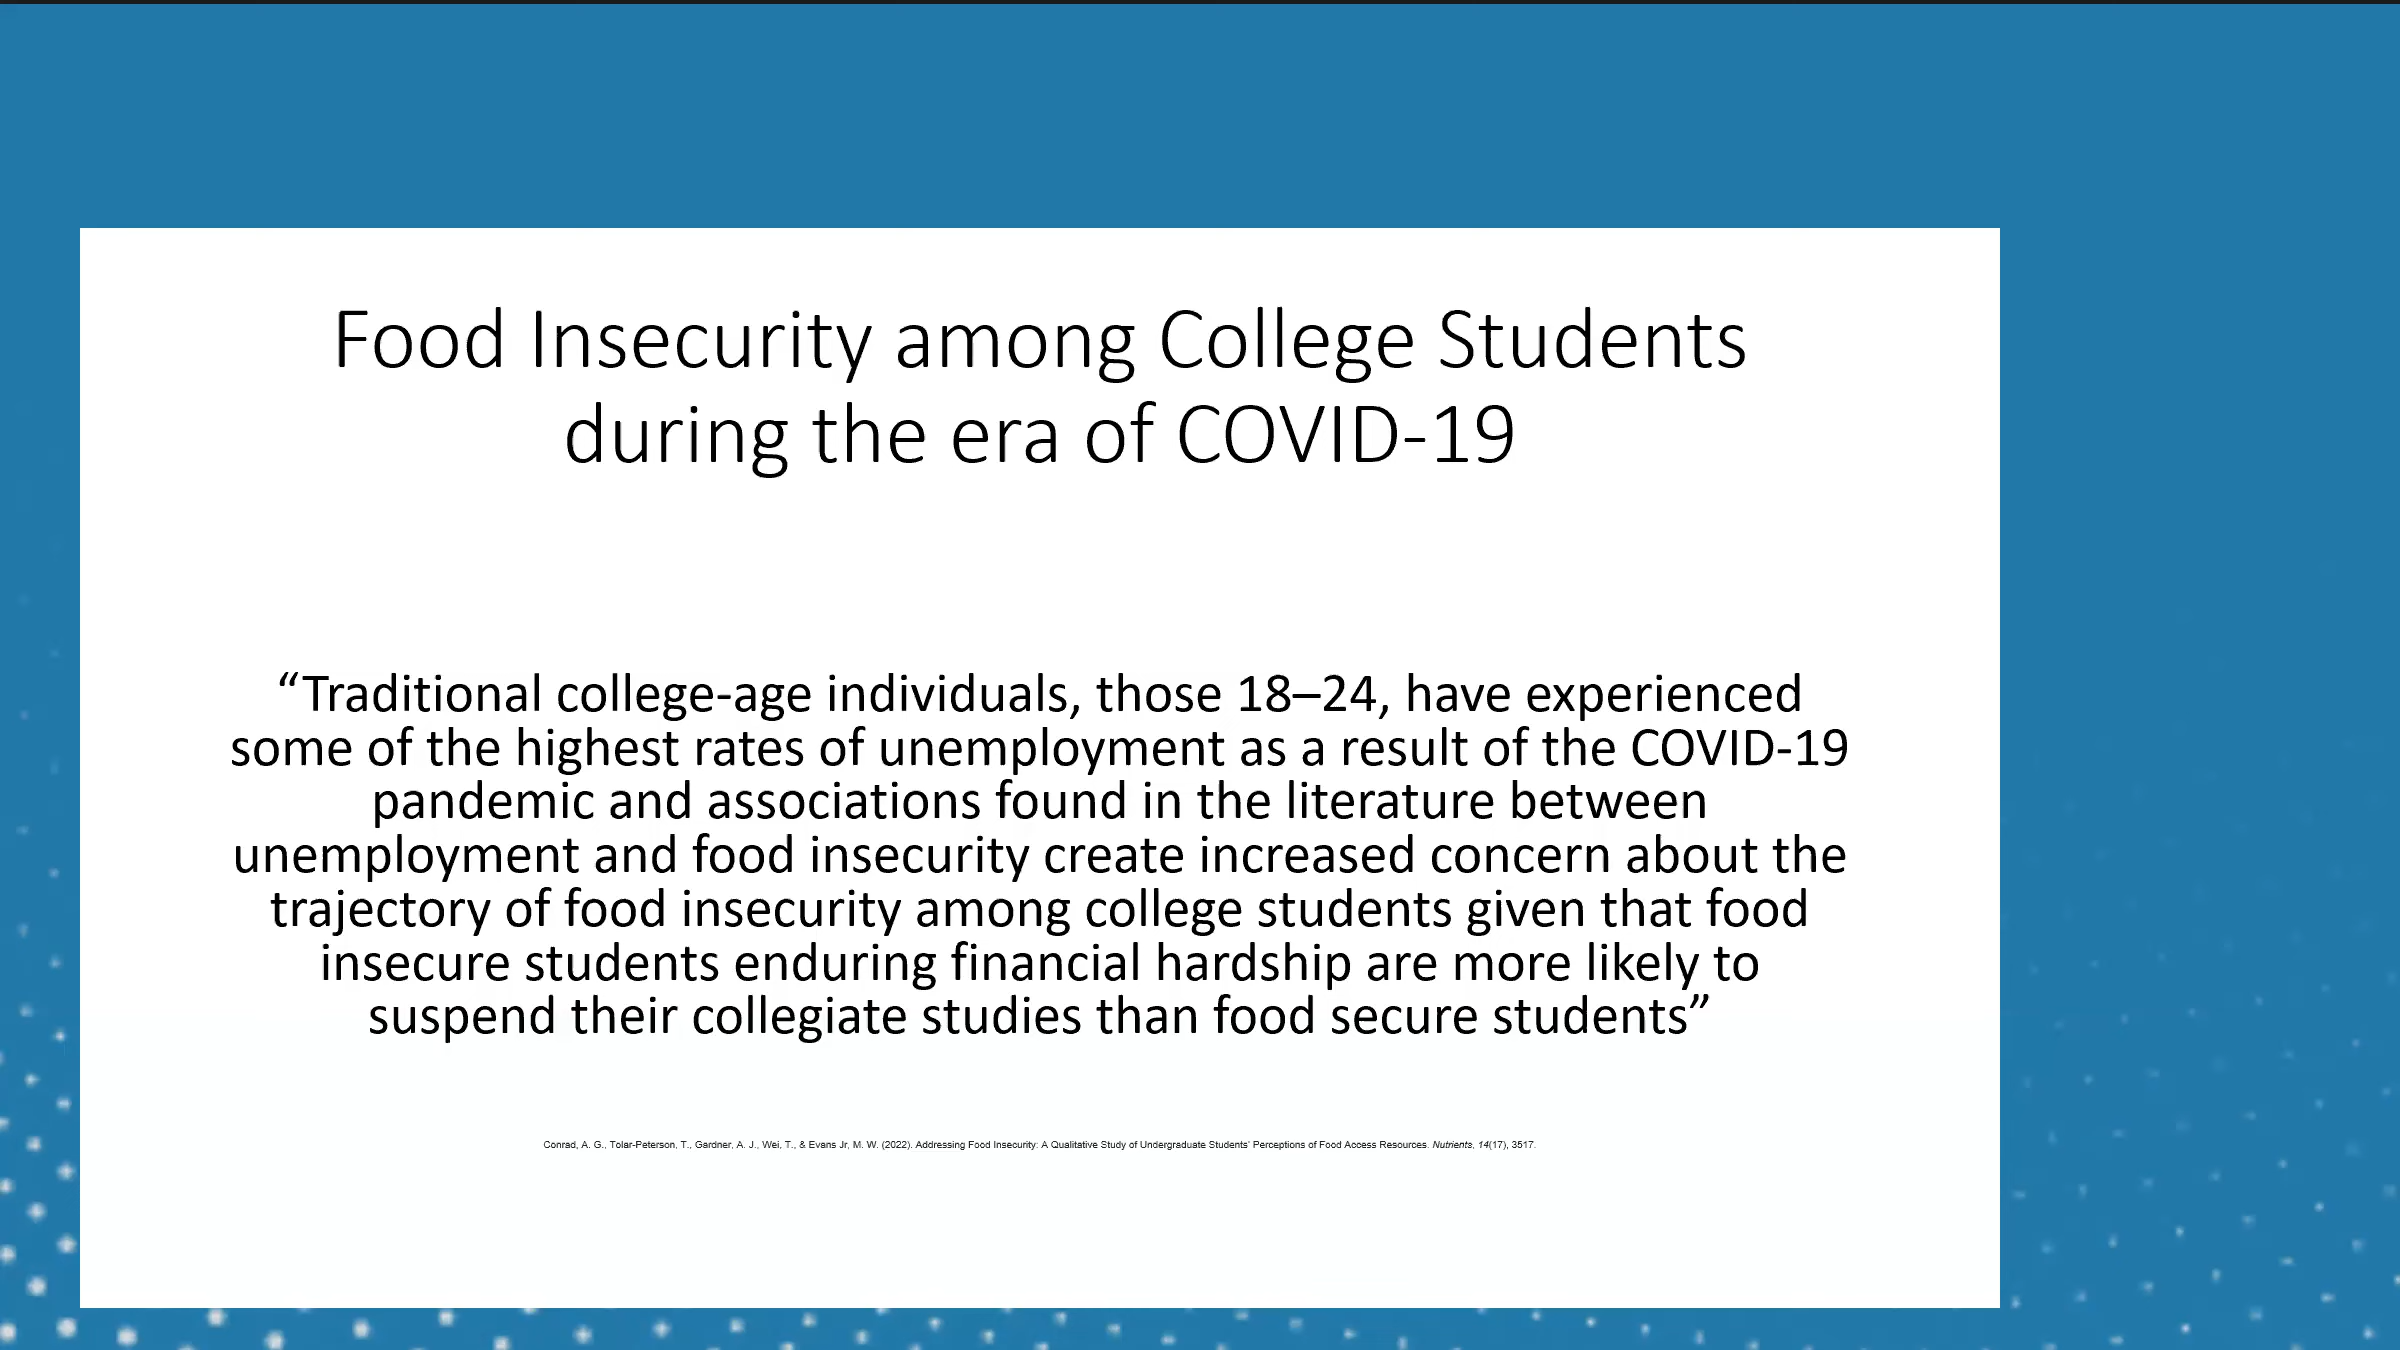 Food Insecurity among College Students
during the era of COVID-19
“Traditional college-age individuals, those 18–24, have experienced
some of the highest rates of unemployment as a result of the COVID-19
pandemic and associations found in the literature between
unemployment and food insecurity create increased concern about the
trajectory of food insecurity among college students given that food
insecure students enduring financial hardship are more likely to
suspend their collegiate studies than food secure students”
Conrad, A. G., Tolar-Peterson, T., Gardner, A. J., Wei, T., & Evans Jr, M. W. (2022). Addressing Food Insecurity: A Qualitative Study of Undergraduate Students’ Perceptions of Food Access Resources. Nutrients, 14(17), 3517.